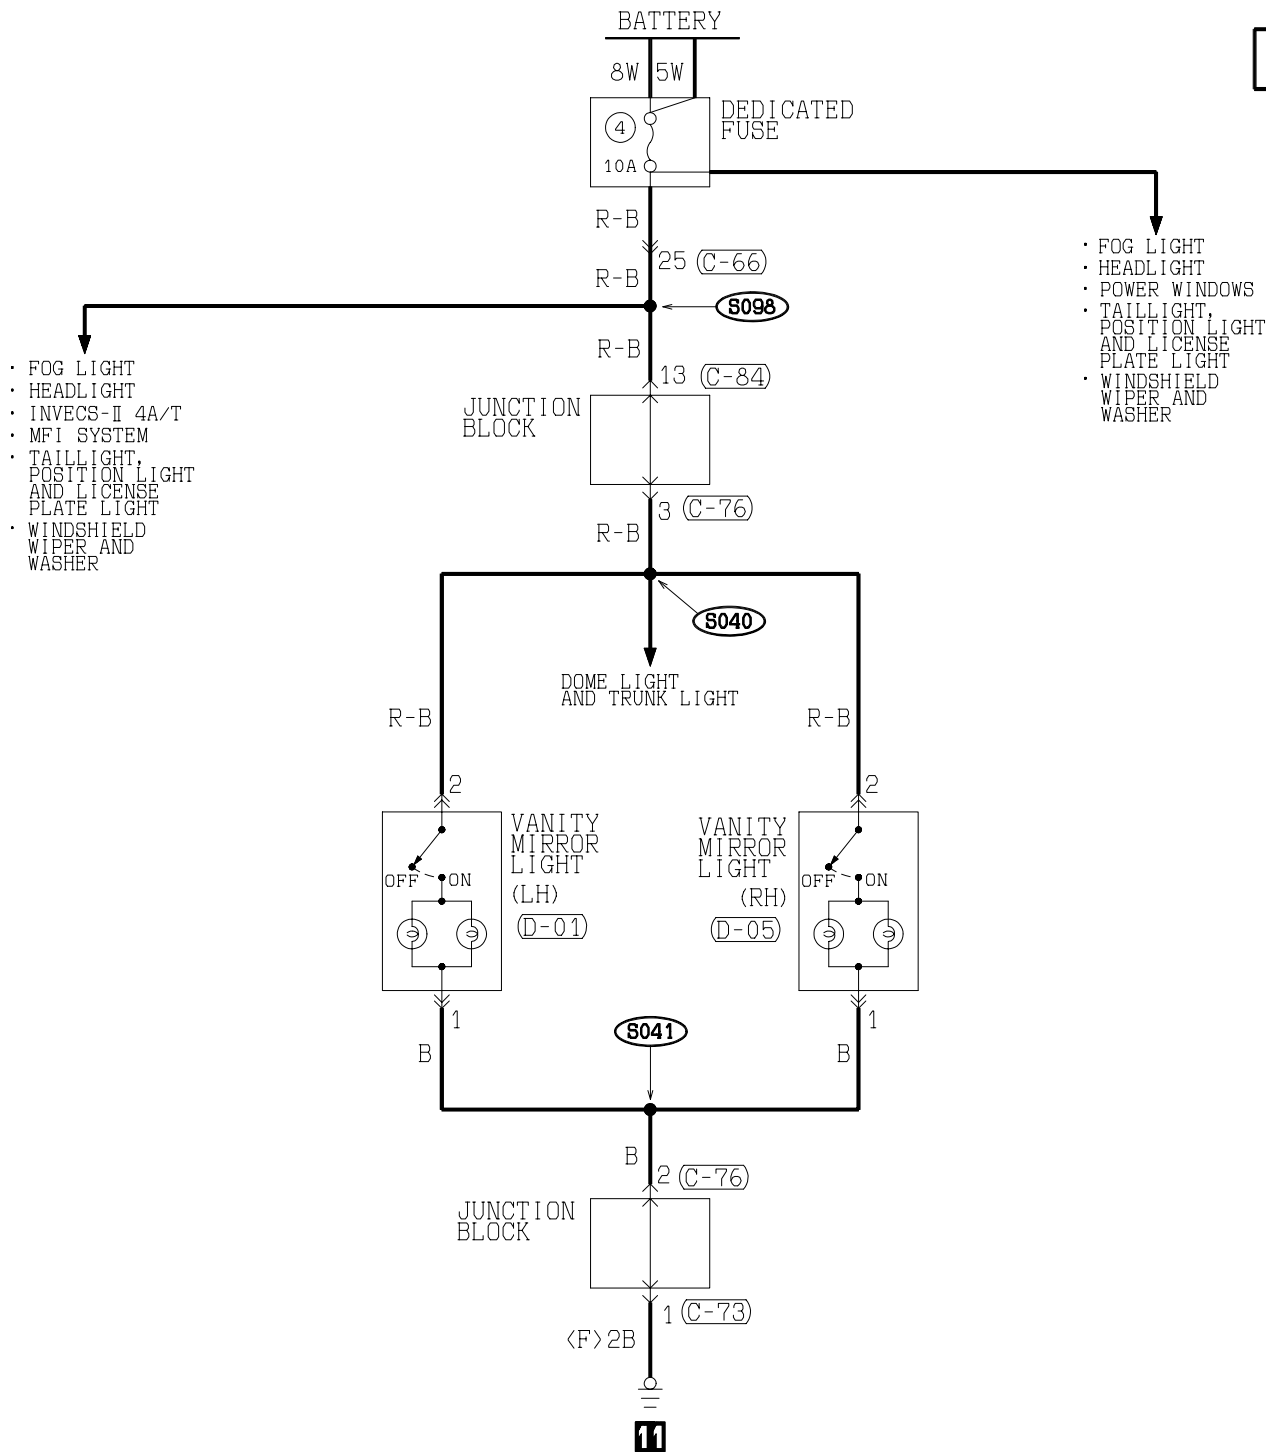 BATTERY
8W 5W
DEDICATED
FUSE
4
10A
R-B
25 C-66
R-B
S098
· FOG LIGHT
· HEADLIGHT
· POWER WINDOWS
· TAILLIGHT,
POSITION LIGHT
AND LICENSE
PLATE LIGHT
· WINDSHIELD
WIPER AND
WASHER
R-B
13 C-84
· FOG LIGHT
· HEADLIGHT
· INVECS-Ⅱ 4A/T
· MFI SYSTEM
· TAILLIGHT,
POSITION LIGHT
AND LICENSE
PLATE LIGHT
· WINDSHIELD
WIPER AND
WASHER
JUNCTION
BLOCK
3 C-76
R-B
S040
DOME LIGHT
AND TRUNK LIGHT
R-B
R-B
2
2
VANITY
MIRROR
LIGHT
(LH)
D-01
OFF ON
VANITY
MIRROR
LIGHT
(RH)
D-05
OFF ON
1
1
B
S041
B
B
2 C-76
JUNCTION
BLOCK
1 C-73
<F>2B
11